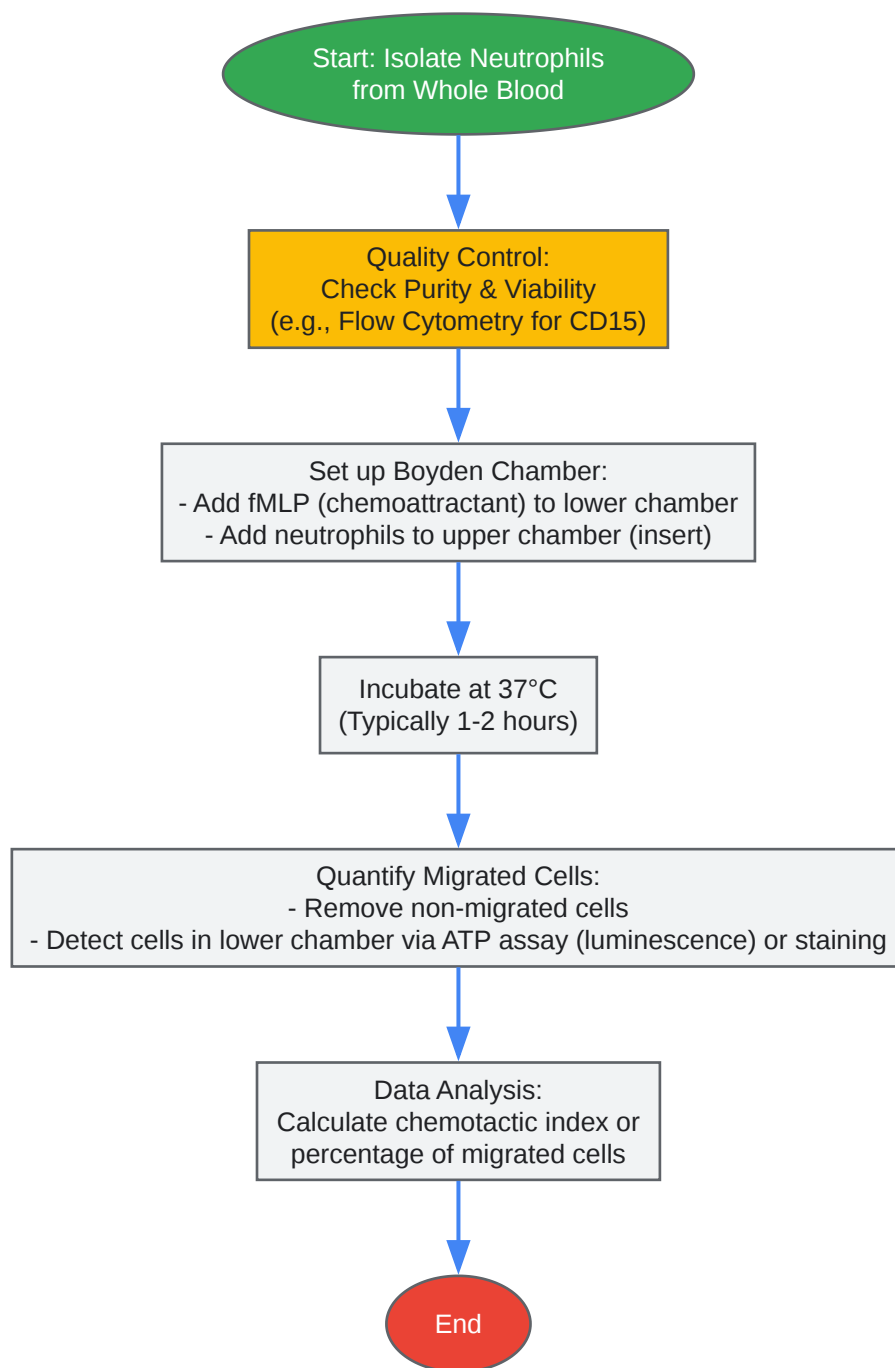 Start: Isolate Neutrophils
from Whole Blood
Quality Control:
Check Purity & Viability
(e.g., Flow Cytometry for CD15)
Set up Boyden Chamber:
- Add fMLP (chemoattractant) to lower chamber
- Add neutrophils to upper chamber (insert)
Incubate at 37°C
(Typically 1-2 hours)
Quantify Migrated Cells:
- Remove non-migrated cells
- Detect cells in lower chamber via ATP assay (luminescence) or staining
Data Analysis:
Calculate chemotactic index or
percentage of migrated cells
End